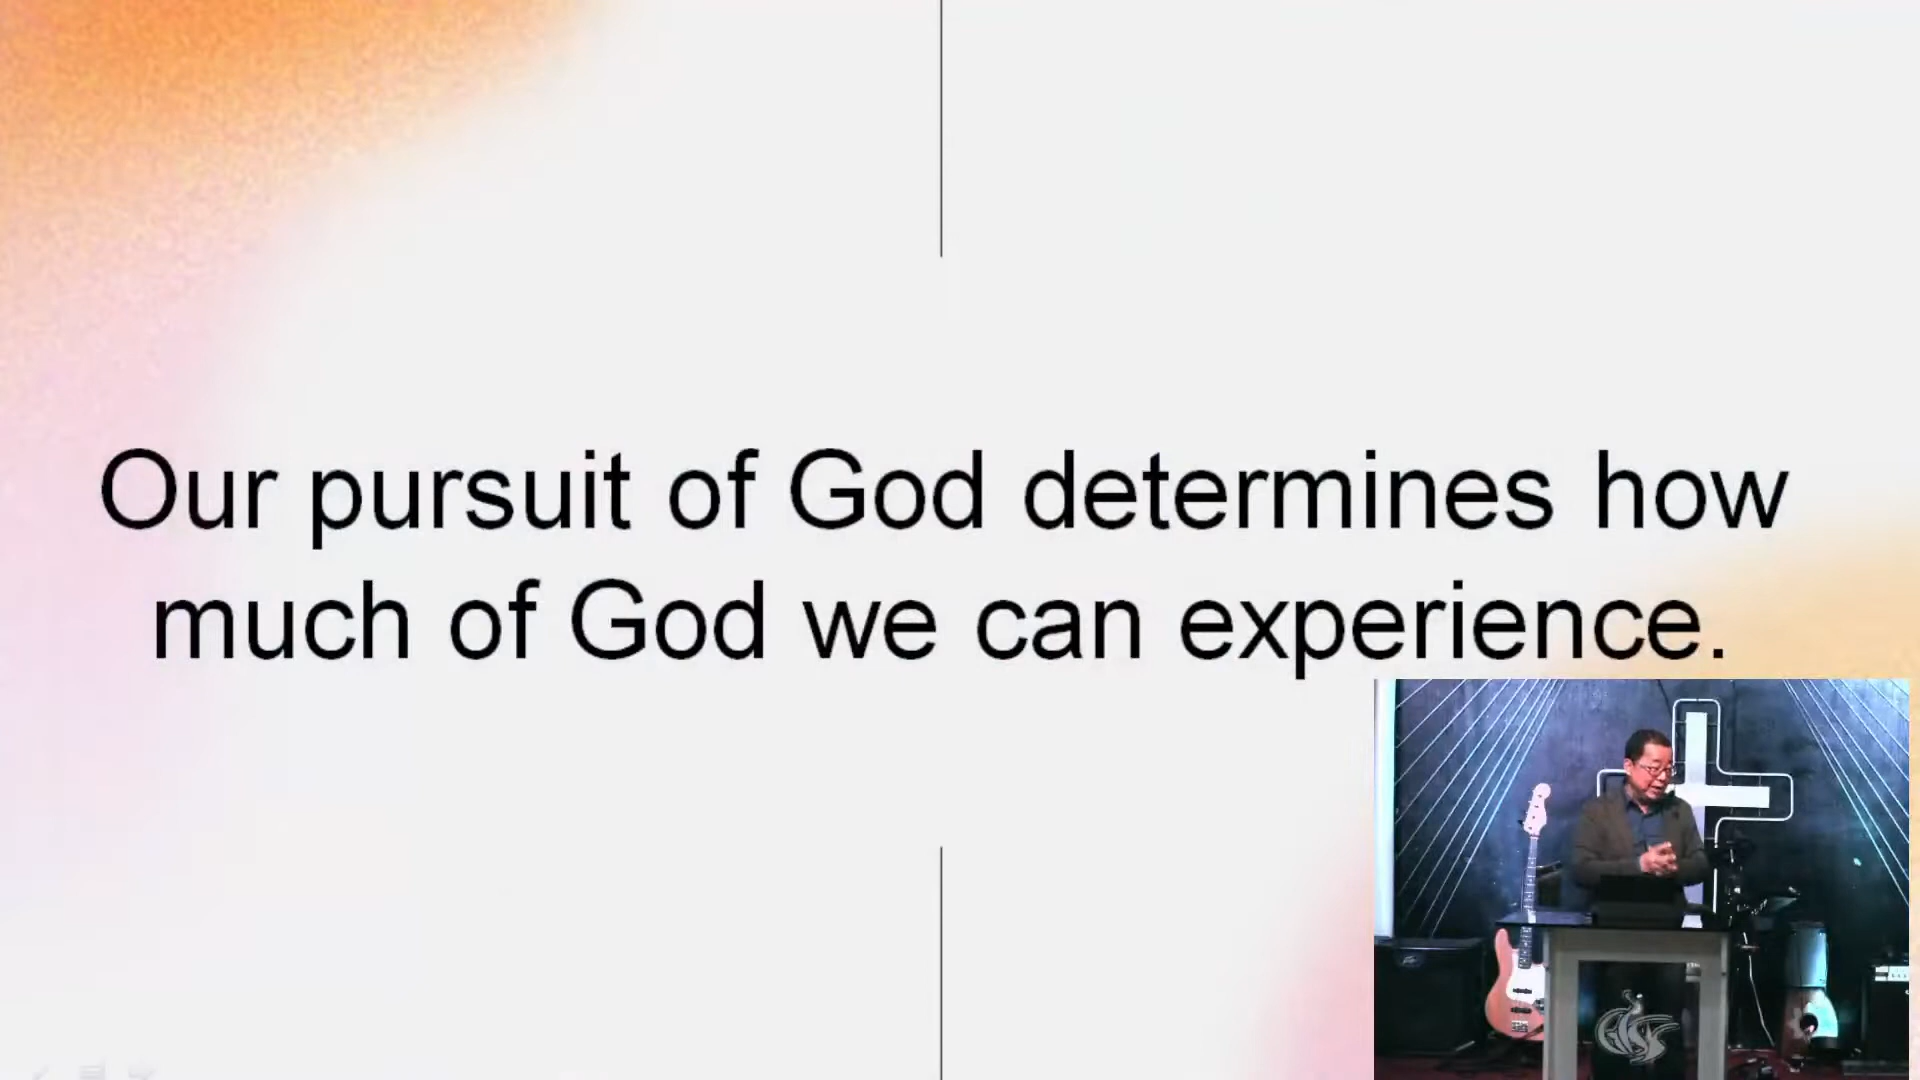 Our pursuit of God determines how
much of God we can experience.